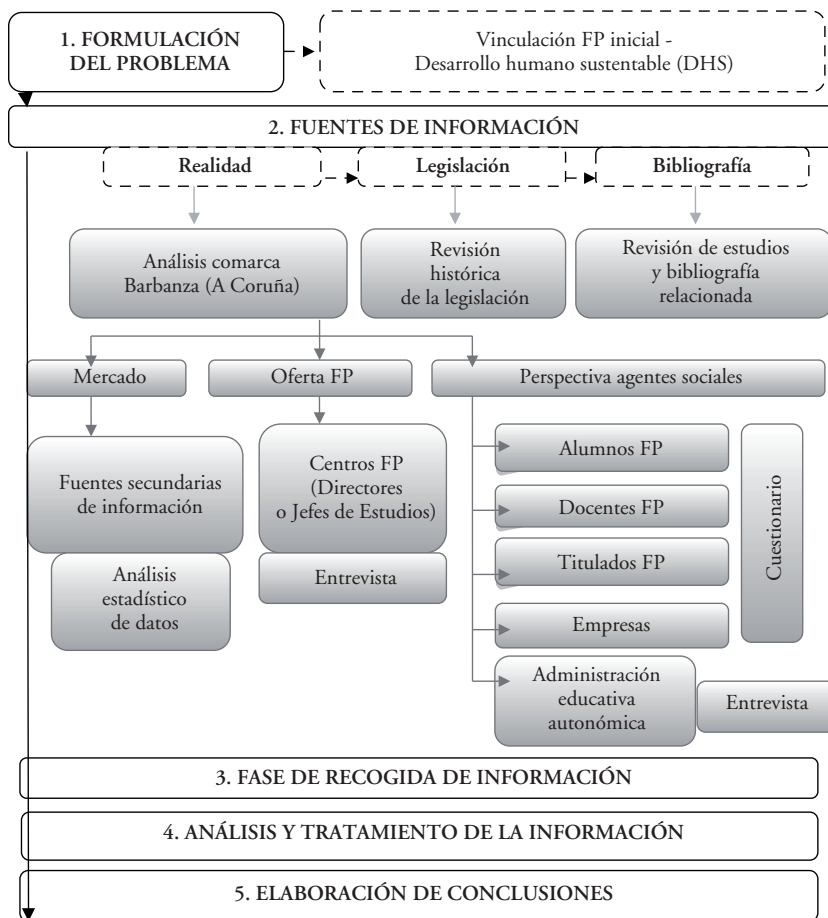 1. FORMULACIÓN
DEL PROBLEMA
Vinculación FP inicial -
Desarrollo humano sustentable (DHS)
2. FUENTES DE INFORMACIÓN
Realidad
Legislación
Bibliografía
Análisis comarca
Barbanza (A Coruña)
Revisión
histórica
de la legislación
Revisión de estudios
y bibliografía
relacionada
Mercado
Oferta FP
Perspectiva agentes sociales
Fuentes secundarias
de información
Análisis
estadístico
de datos
Centros FP
(Directores
o Jefes de Estudios)
Entrevista
Alumnos FP
Docentes FP
Titulados FP
Empresas
Cuestionario
Administración
educativa
autonómica
Entrevista
3. FASE DE RECOGIDA DE INFORMACIÓN
4. ANÁLISIS Y TRATAMIENTO DE LA INFORMACIÓN
5. ELABORACIÓN DE CONCLUSIONES